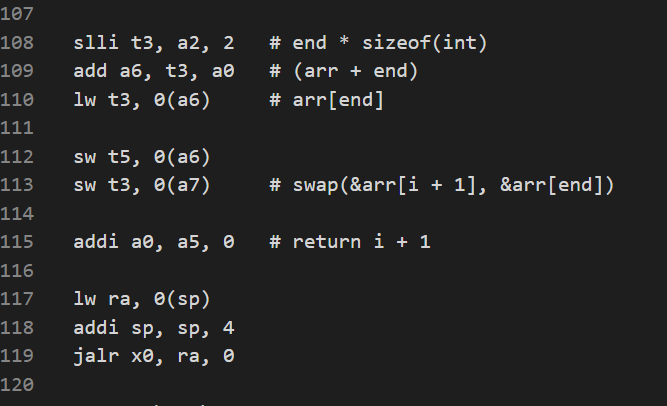 107
108 slli t3, a2, 2 # end * sizeof(int)
109 add a6, t3, a0 # (arr + end)
110 lw t3, 0(a6) # arr[end]
111
112 sw t5, 0(a6)
113 sw t3, 0(a7) # swap(&arr[i + 1], &arr[end])
114
115 addi a0, a5, 0 # return i + 1
116
117 lw ra, 0(sp)
118 addi sp, sp, 4
119 jalr x0, ra, 0
120